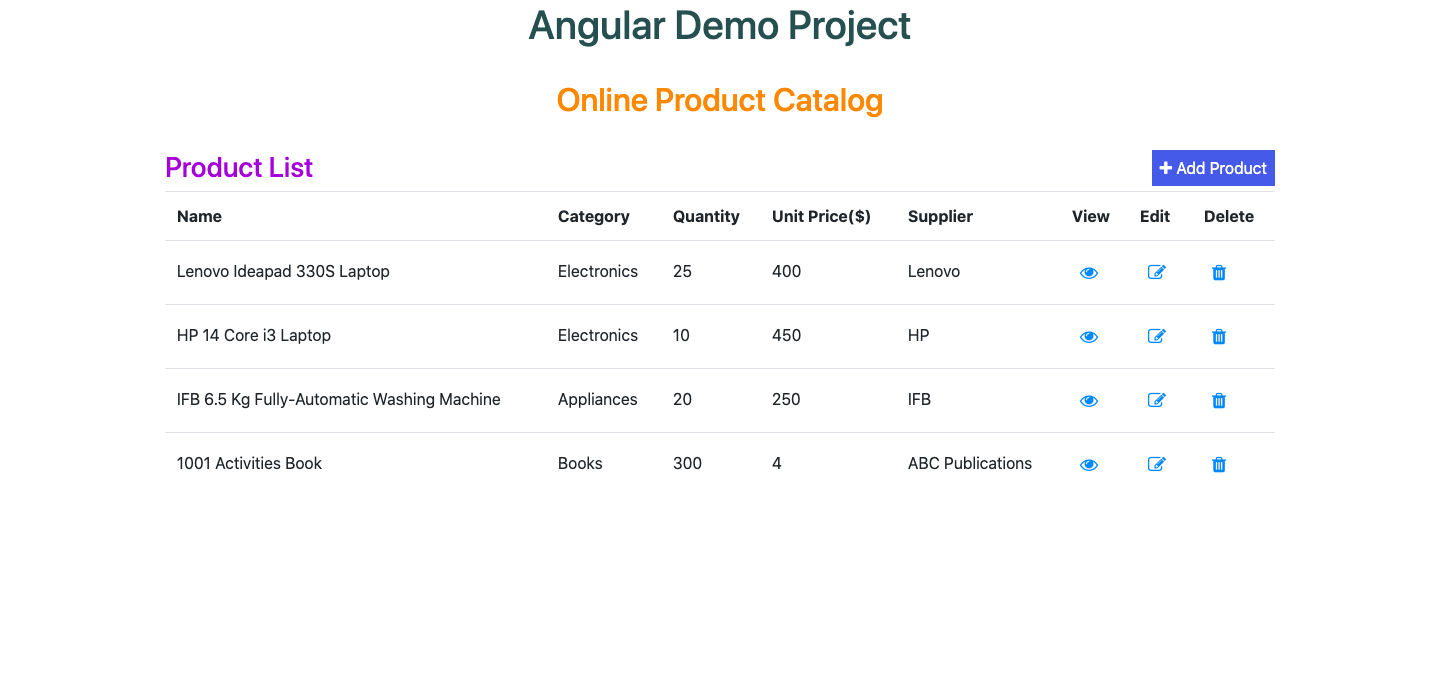 Angular Demo Project
Online Product Catalog
Product List
Add Product
Name Category Quantity Unit Price($) Supplier View Edit Delete
Lenovo Ideapad 330S Laptop Electronics 25 400 Lenovo
HP 14 Core i3 Laptop Electronics 10 450 HP
IFB 6.5 Kg Fully-Automatic Washing Machine Appliances 20 250 IFB
1001 Activities Book Books 300 4 ABC Publications